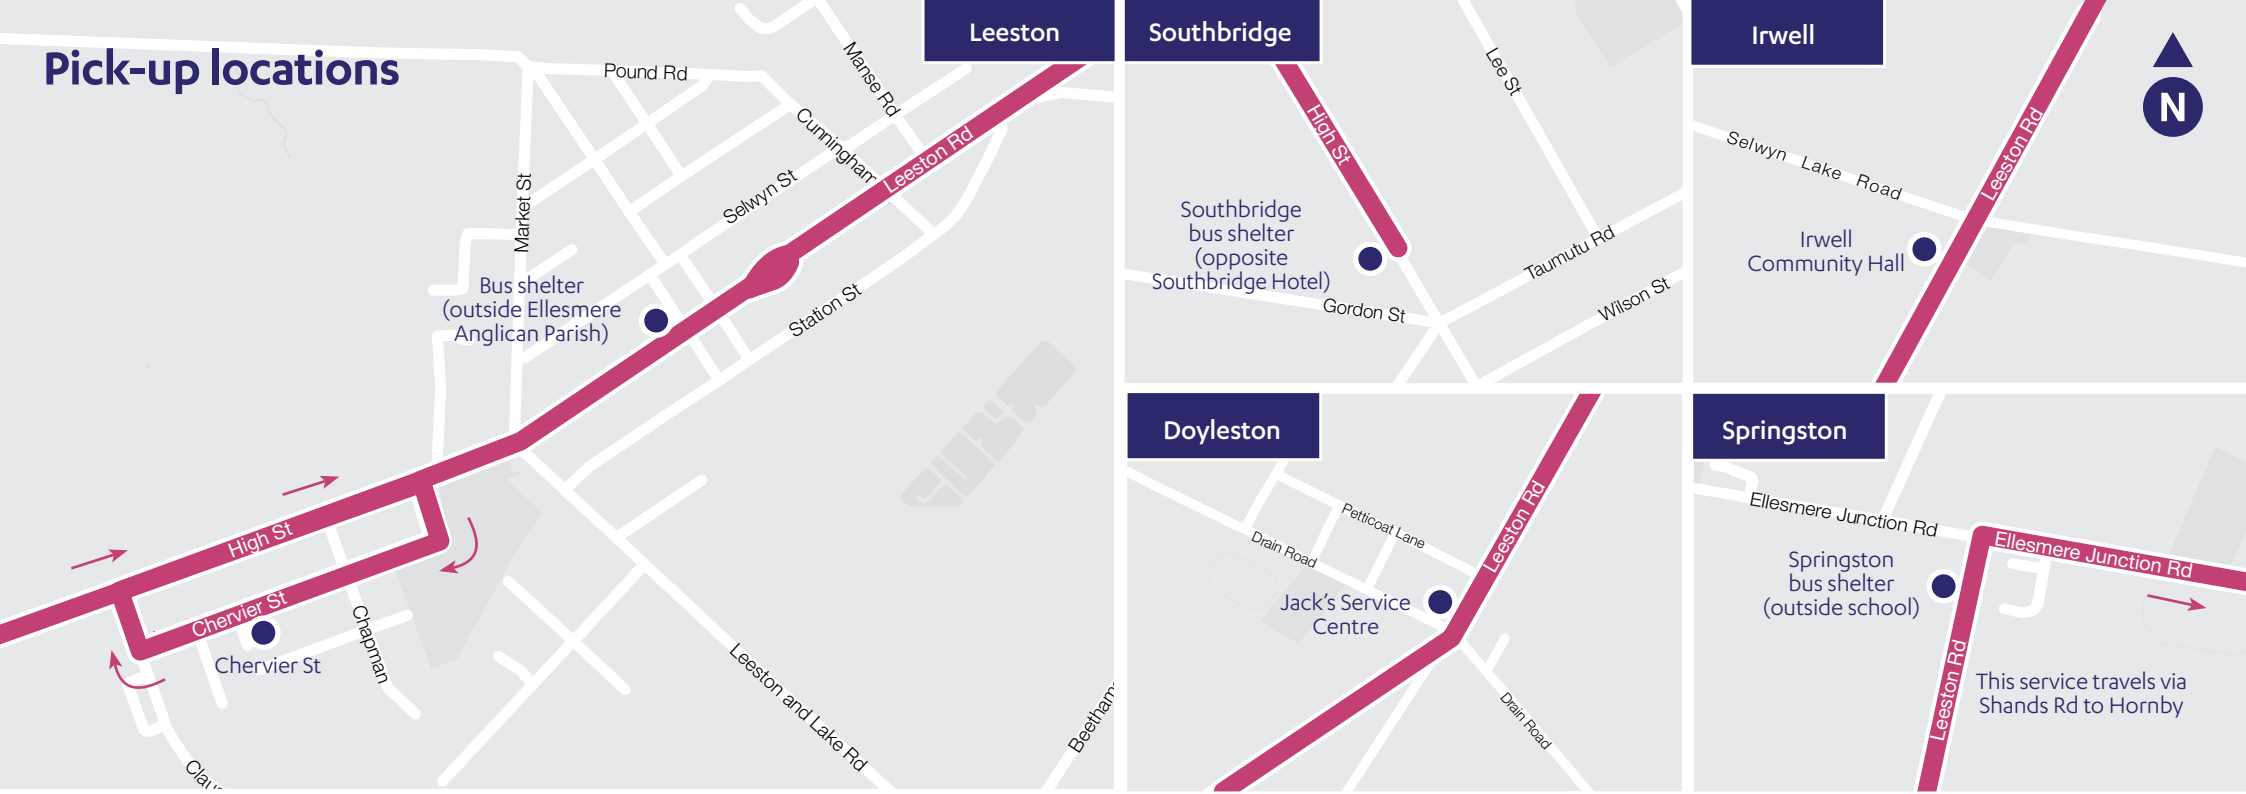 Pick-up locations
Leeston
Pound Rd
Manse Rd
Cunningham
Leeston Rd
Market St
Selwyn St
Bus shelter
(outside Ellesmere
Anglican Parish)
Station St
High St
Chervier St
Chervier St
Chapman
Leeston and Lake Rd
Southbridge
Lee St
High St
Southbridge
bus shelter
(opposite
Southbridge Hotel)
Taumutu Rd
Gordon St
Wilson St
Irwell
N
Leeston Rd
Selwyn Lake Road
Irwell
Community Hall
Doyleston
Leeston Rd
Petticoat Lane
Drain Road
Jack's Service
Centre
Drain Road
Springston
Ellesmere Junction Rd
Ellesmere Junction Rd
Springston
bus shelter
(outside school)
Leeston Rd
This service travels via
Shands Rd to Hornby